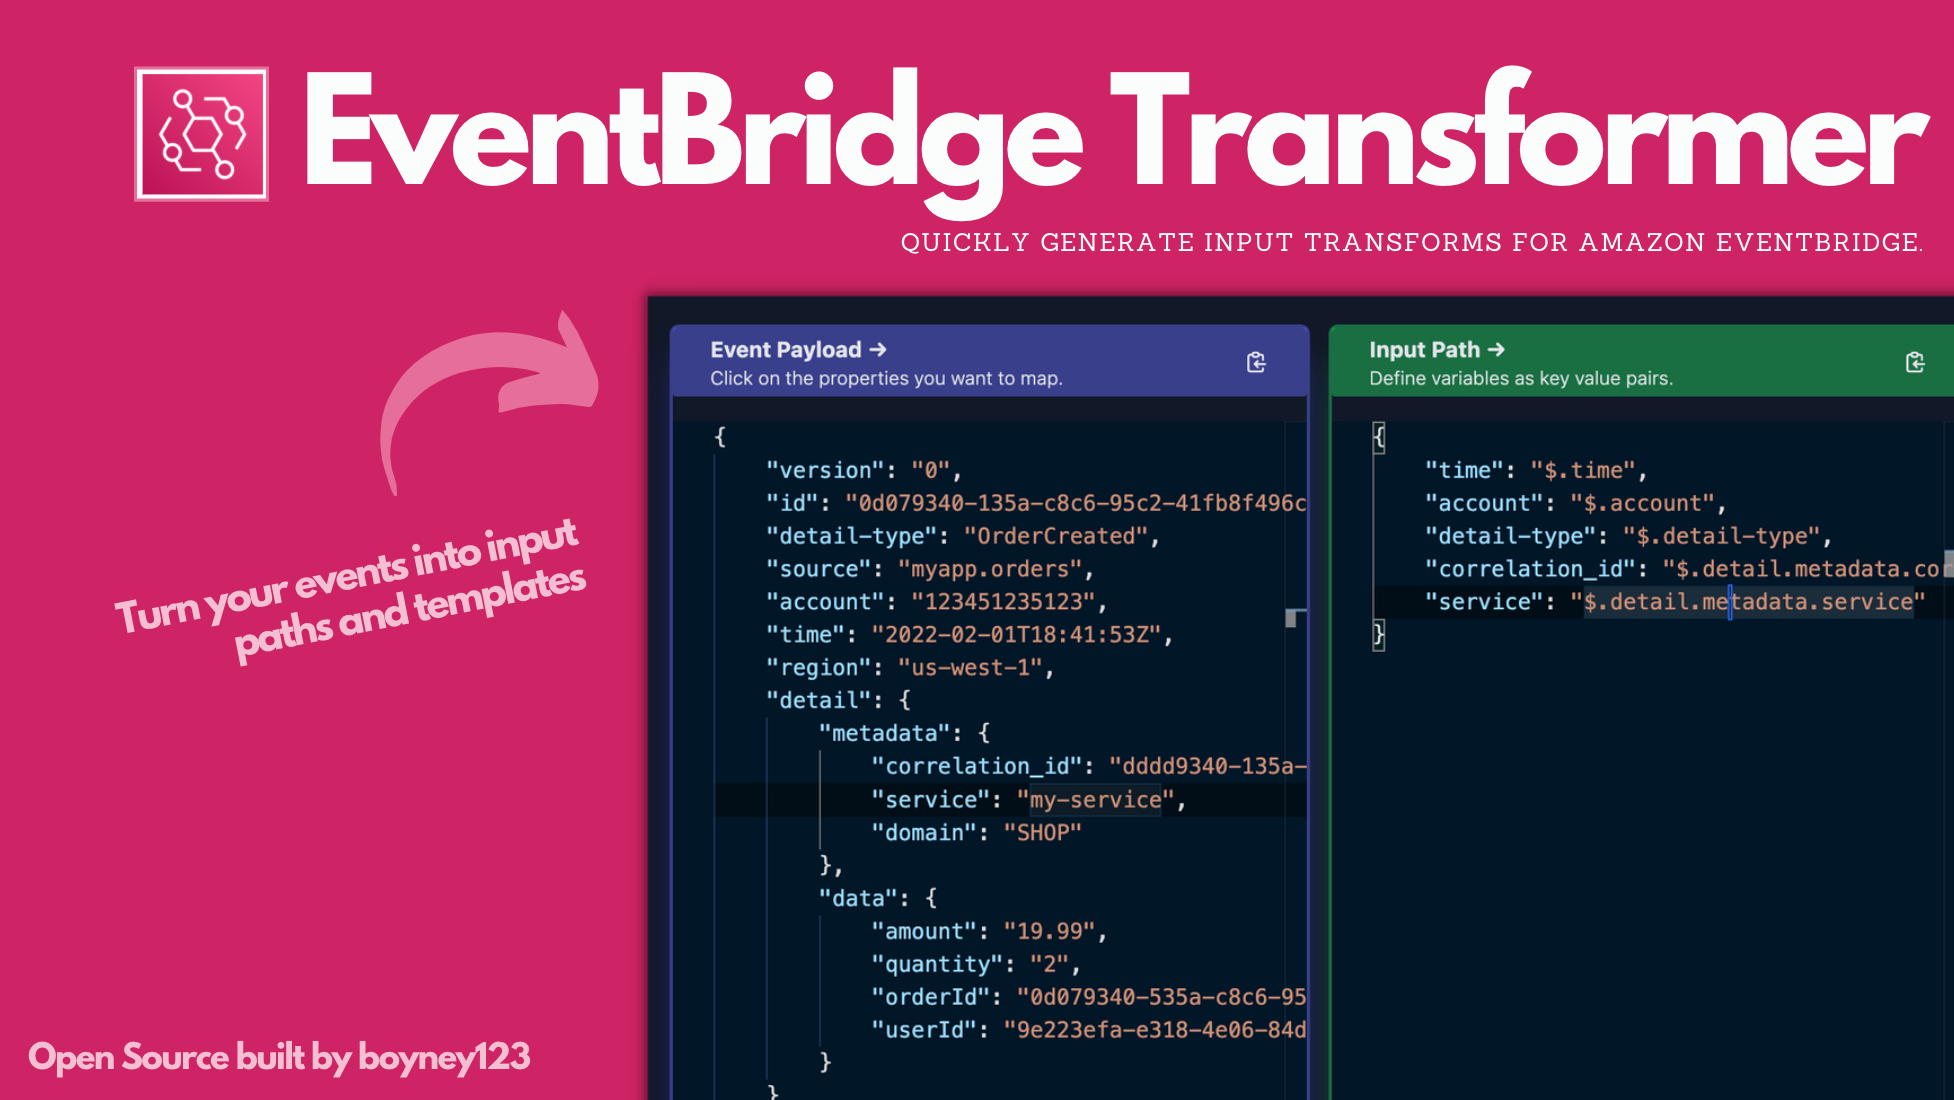 EventBridge Transformer
QUICKLY GENERATE INPUT TRANSFORMS FOR AMAZON EVENTBRIDGE.
Turn your events into input
paths and templates
Event Payload →
Click on the properties you want to map.
{
"version": "0",
"id": "0d079340-135a-c8c6-95c2-41fb8f496c
"detail-type": "OrderCreated",
"source": "myapp.orders",
"account": "123451235123",
"time": "2022-02-01T18:41:53Z",
"region": "us-west-1",
"detail": {
"metadata": {
"correlation_id": "dddd9340-135a-
"service": "my-service",
"domain": "SHOP"
},
"data": {
"amount": "19.99",
"quantity": "2",
"orderId": "0d079340-535a-c8c6-95
"userId": "9e223efa-e318-4e06-84d
}
}
Input Path →
Define variables as key value pairs.
{
"time": "$.time",
"account": "$.account",
"detail-type": "$.detail-type",
"correlation_id": "$.detail.metadata.cor
"service": "$.detail.metadata.service"
}
Open Source built by boyney123